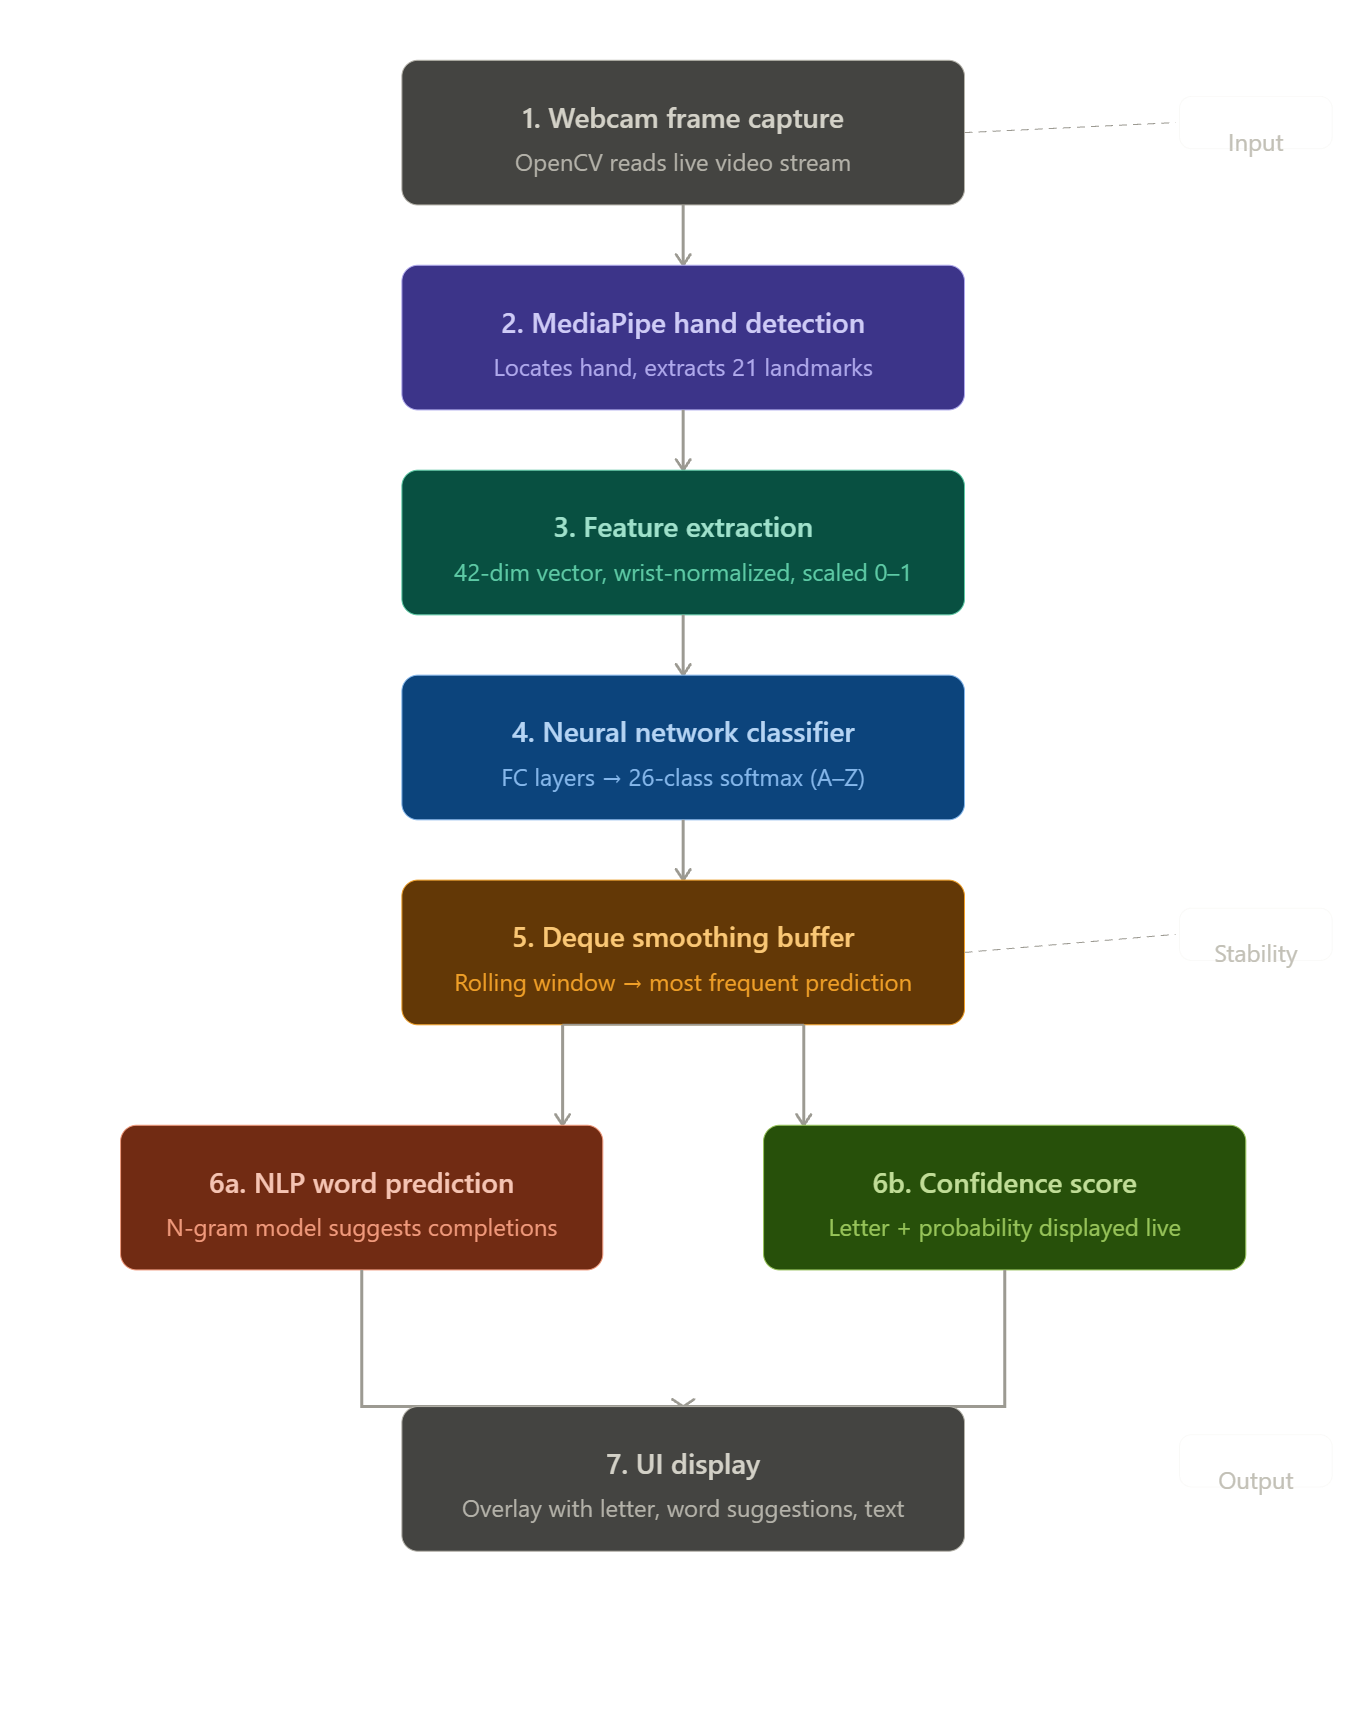 1. Webcam frame capture
OpenCV reads live video stream
Input
2. MediaPipe hand detection
Locates hand, extracts 21 landmarks
3. Feature extraction
42-dim vector, wrist-normalized, scaled 0–1
4. Neural network classifier
FC layers → 26-class softmax (A–Z)
5. Deque smoothing buffer
Rolling window → most frequent prediction
Stability
6a. NLP word prediction
N-gram model suggests completions
6b. Confidence score
Letter + probability displayed live
7. UI display
Overlay with letter, word suggestions, text
Output